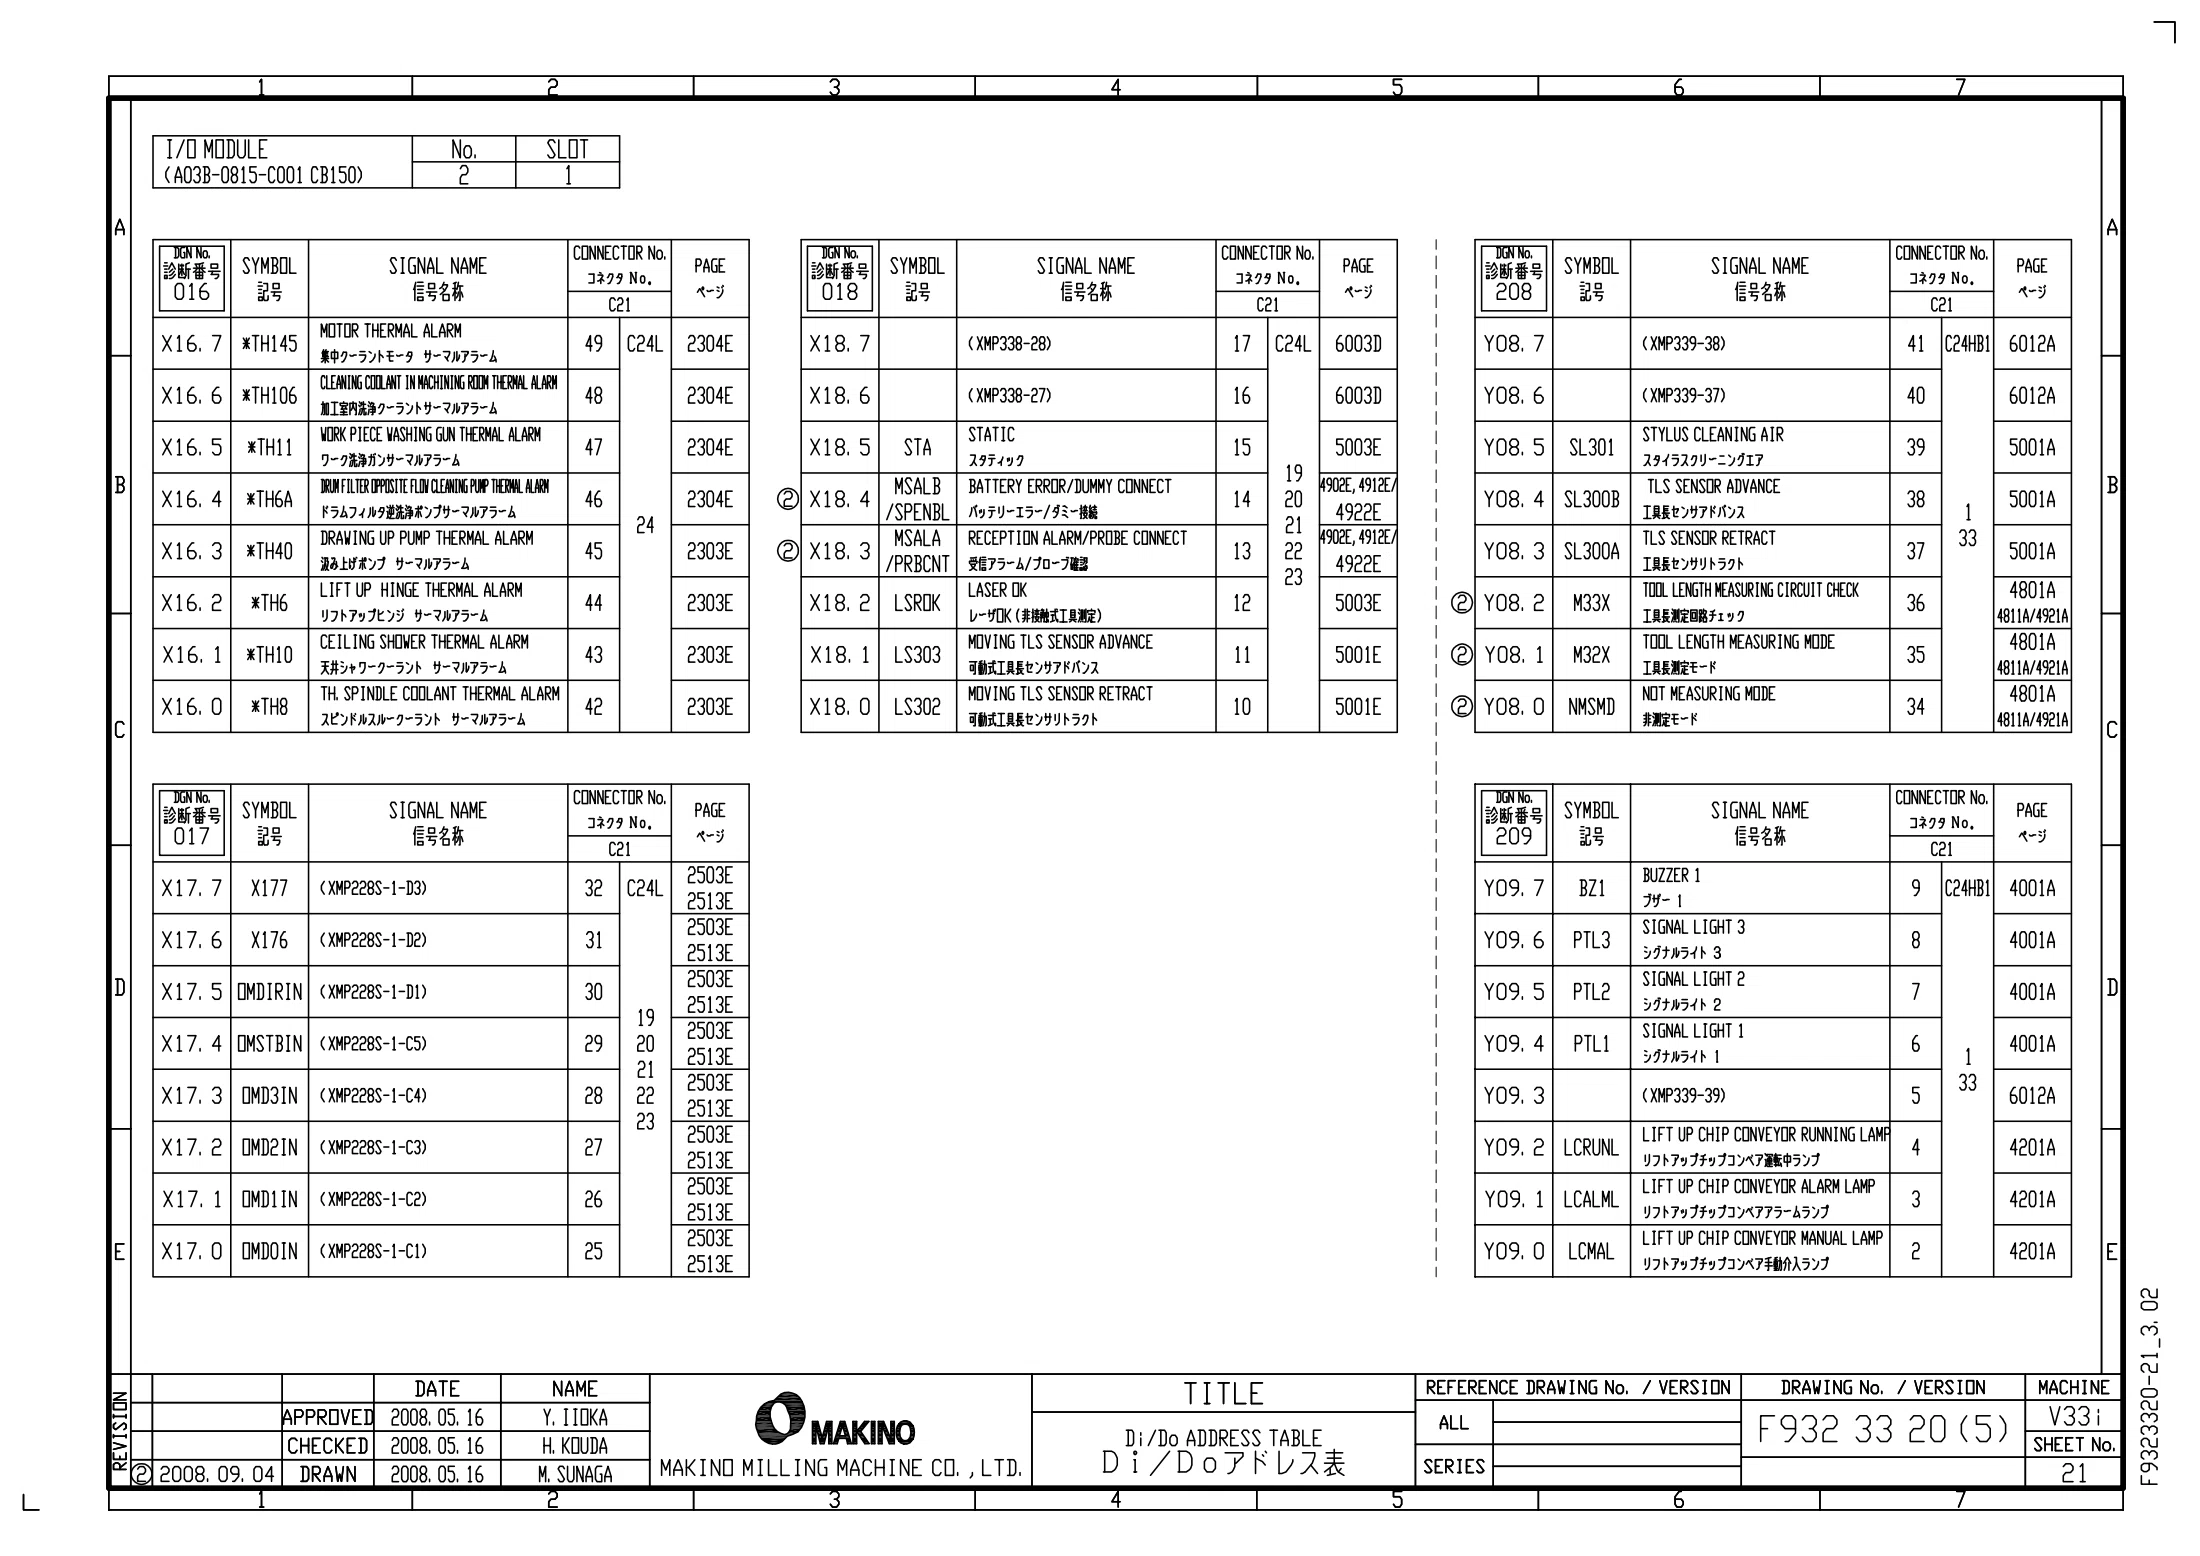 1 2 3 4 5 6 7
I/O MODULE No. SLOT
(A03B-0815-C001 CB150) 2 1
A
B
C
D
E
DGN No. 診断番号 016 SYMBOL 記号 SIGNAL NAME 信号名称 CONNECTOR No. コネクタ No. C21 PAGE ページ
X16. 7 *TH145 MOTOR THERMAL ALARM 49 C24L 2304E
集中クーラントモータ サーマルアラーム
X16. 6 *TH106 CLEANING COOLANT IN MACHINING ROOM THERMAL ALARM 48 2304E
加工室内洗浄クーラントサーマルアラーム
X16. 5 *TH11 WORK PIECE WASHING GUN THERMAL ALARM 47 2304E
ワーク洗浄ガンサーマルアラーム
X16. 4 *TH6A DRUM FILTER OPPOSITE FLOW CLEANING PUMP THERMAL ALARM 46 2304E
ドラムフィルタ逆洗浄ポンプサーマルアラーム
24
X16. 3 *TH40 DRAWING UP PUMP THERMAL ALARM 45 2303E
汲み上げポンプ サーマルアラーム
X16. 2 *TH6 LIFT UP HINGE THERMAL ALARM 44 2303E
リフトアップヒンジ サーマルアラーム
X16. 1 *TH10 CEILING SHOWER THERMAL ALARM 43 2303E
天井シャワークーラント サーマルアラーム
X16. 0 *TH8 TH. SPINDLE COOLANT THERMAL ALARM 42 2303E
スピンドルスルークーラント サーマルアラーム
DGN No. 診断番号 018 SYMBOL 記号 SIGNAL NAME 信号名称 CONNECTOR No. コネクタ No. C21 PAGE ページ
X18. 7 (XMP338-28) 17 C24L 6003D
X18. 6 (XMP338-27) 16 6003D
X18. 5 STA STATIC 15 5003E
スタティック
② X18. 4 MSALB /SPENBL BATTERY ERROR/DUMMY CONNECT 14 4902E, 4912E/ 4922E
バッテリーエラー/ダミー接続
19
20
21
22
23
② X18. 3 MSALA /PRBCNT RECEPTION ALARM/PROBE CONNECT 13 4902E, 4912E/ 4922E
受信アラーム/プローブ確認
X18. 2 LSROK LASER OK 12 5003E
レーザOK(非接触式工具測定)
X18. 1 LS303 MOVING TLS SENSOR ADVANCE 11 5001E
可動式工具長センサアドバンス
X18. 0 LS302 MOVING TLS SENSOR RETRACT 10 5001E
可動式工具長センサリトラクト
DGN No. 診断番号 208 SYMBOL 記号 SIGNAL NAME 信号名称 CONNECTOR No. コネクタ No. C21 PAGE ページ
Y08. 7 (XMP339-38) 41 C24HB1 6012A
Y08. 6 (XMP339-37) 40 6012A
Y08. 5 SL301 STYLUS CLEANING AIR 39 5001A
スタイラスクリーニングエア
Y08. 4 SL300B TLS SENSOR ADVANCE 38 5001A
工具長センサアドバンス
1
33
Y08. 3 SL300A TLS SENSOR RETRACT 37 5001A
工具長センサリトラクト
② Y08. 2 M33X TOOL LENGTH MEASURING CIRCUIT CHECK 36 4801A 4811A/4921A
工具長測定回路チェック
② Y08. 1 M32X TOOL LENGTH MEASURING MODE 35 4801A 4811A/4921A
工具長測定モード
② Y08. 0 NMSMD NOT MEASURING MODE 34 4801A 4811A/4921A
非測定モード
DGN No. 診断番号 017 SYMBOL 記号 SIGNAL NAME 信号名称 CONNECTOR No. コネクタ No. C21 PAGE ページ
X17. 7 X177 (XMP228S-1-D3) 32 C24L 2503E 2513E
X17. 6 X176 (XMP228S-1-D2) 31 2503E 2513E
X17. 5 OMDIRIN (XMP228S-1-D1) 30 2503E 2513E
X17. 4 OMSTBIN (XMP228S-1-C5) 29 2503E 2513E
19
20
21
22
23
X17. 3 OMD3IN (XMP228S-1-C4) 28 2503E 2513E
X17. 2 OMD2IN (XMP228S-1-C3) 27 2503E 2513E
X17. 1 OMD1IN (XMP228S-1-C2) 26 2503E 2513E
X17. 0 OMD0IN (XMP228S-1-C1) 25 2503E 2513E
DGN No. 診断番号 209 SYMBOL 記号 SIGNAL NAME 信号名称 CONNECTOR No. コネクタ No. C21 PAGE ページ
Y09. 7 BZ1 BUZZER 1 9 C24HB1 4001A
ブザー 1
Y09. 6 PTL3 SIGNAL LIGHT 3 8 4001A
シグナルライト 3
Y09. 5 PTL2 SIGNAL LIGHT 2 7 4001A
シグナルライト 2
Y09. 4 PTL1 SIGNAL LIGHT 1 6 4001A
シグナルライト 1
1
33
Y09. 3 (XMP339-39) 5 6012A
Y09. 2 LCRUNL LIFT UP CHIP CONVEYOR RUNNING LAMP 4 4201A
リフトアップチップコンベア運転中ランプ
Y09. 1 LCALML LIFT UP CHIP CONVEYOR ALARM LAMP 3 4201A
リフトアップチップコンベアアラームランプ
Y09. 0 LCMAL LIFT UP CHIP CONVEYOR MANUAL LAMP 2 4201A
リフトアップチップコンベア手動介入ランプ
A
B
C
D
E
REVISION
② 2008. 09. 04
DATE NAME
APPROVED 2008. 05. 16 Y. IIOKA
CHECKED 2008. 05. 16 H. KOUDA
DRAWN 2008. 05. 16 M. SUNAGA
MAKINO
MAKINO MILLING MACHINE CO. , LTD.
TITLE
Di/Do ADDRESS TABLE
Di/Doアドレス表
REFERENCE DRAWING No. / VERSION
ALL
SERIES
DRAWING No. / VERSION
F932 33 20 (5)
MACHINE
V33i
SHEET No.
21
F9323320-21_3. 02
1 2 3 4 5 6 7